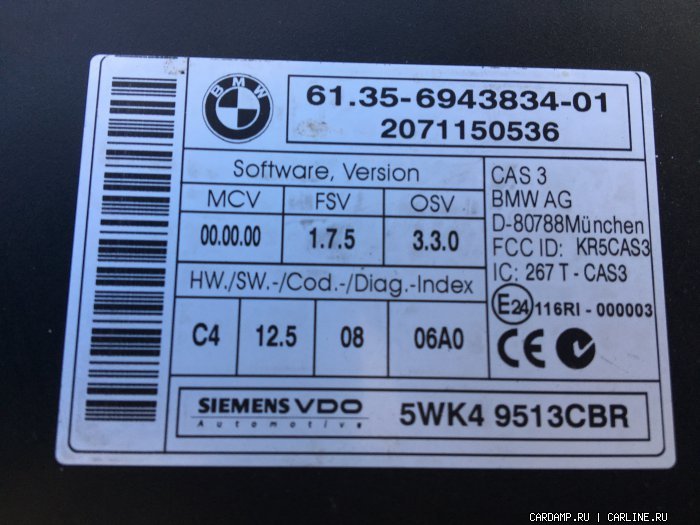 BMW
61.35-6943834-01
2071150536
Software, Version
MCV FSV OSV
00.00.00 1.7.5 3.3.0
HW./SW.-/Cod.-/Diag.-Index
C4 12.5 08 06A0
CAS 3
BMW AG
D-80788München
FCC ID: KR5CAS3
IC: 267 T - CAS3
E24 116RI - 000003
CE
SIEMENS VDO
Automotive
5WK4 9513CBR
CARDAMP.RU | CARLINE.RU